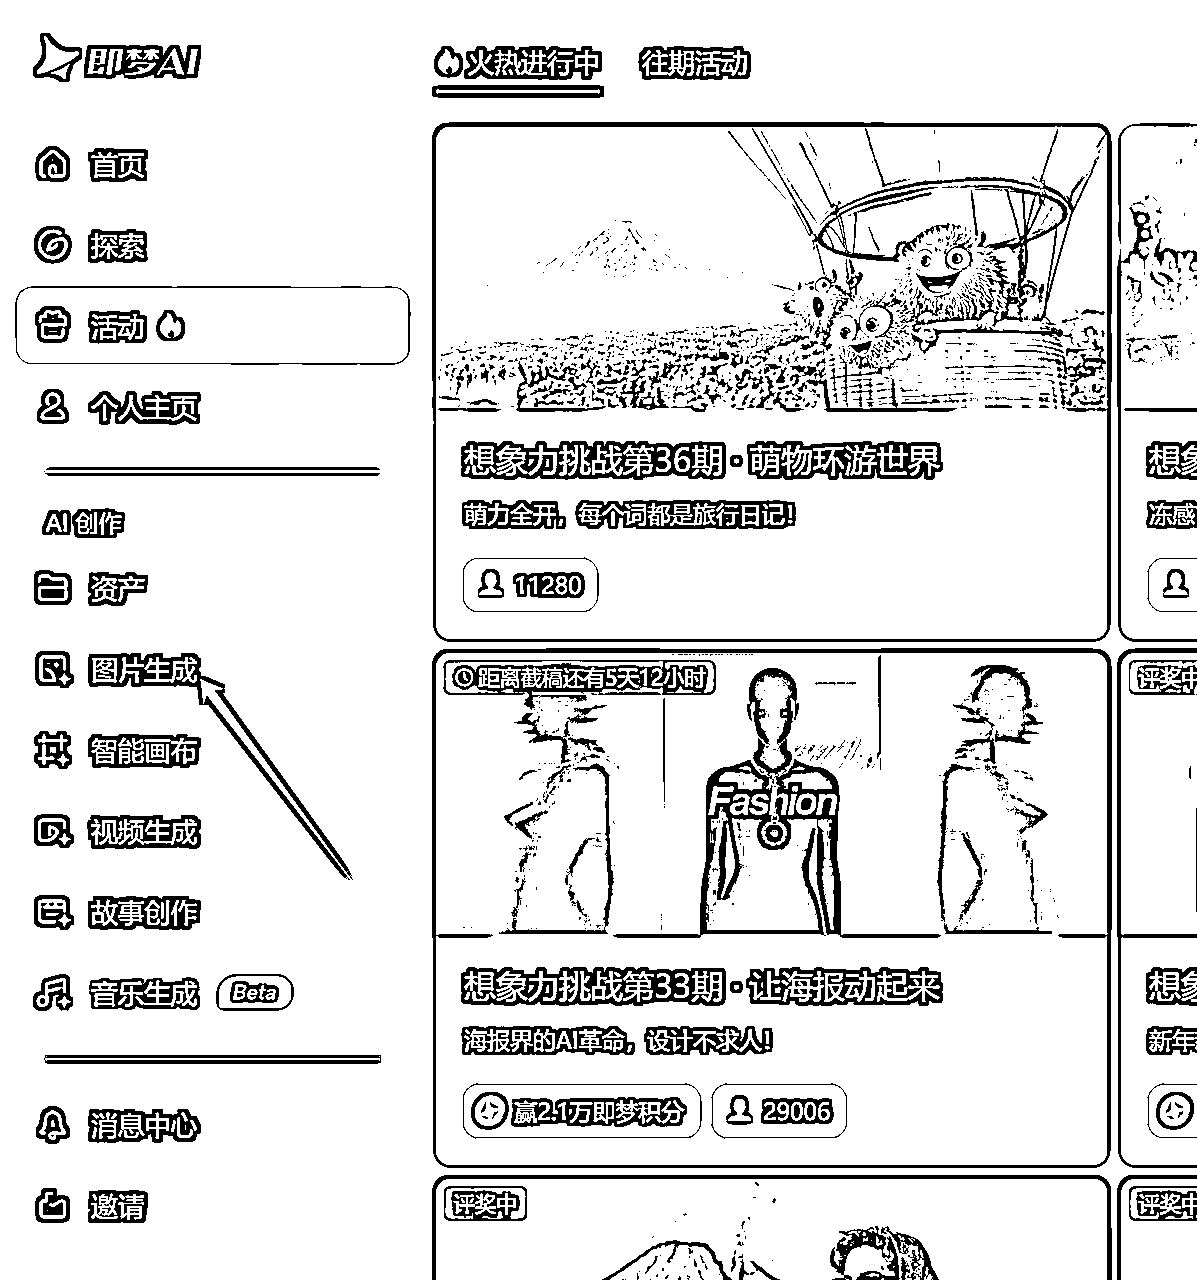 即梦AI
首页
探索
活动
个人主页
AI 创作
资产
图片生成
智能画布
视频生成
故事创作
音乐生成 Beta
消息中心
邀请
火热进行中 往期活动
想象力挑战第36期·萌物环游世界
萌力全开，每个词都是旅行日记！
11280
想象
冻感
距离截稿还有5天12小时
Fashion
想象力挑战第33期·让海报动起来
海报界的AI革命，设计不求人！
赢2.1万即梦积分 29006
评奖中
想象
新年
评奖中
评奖中